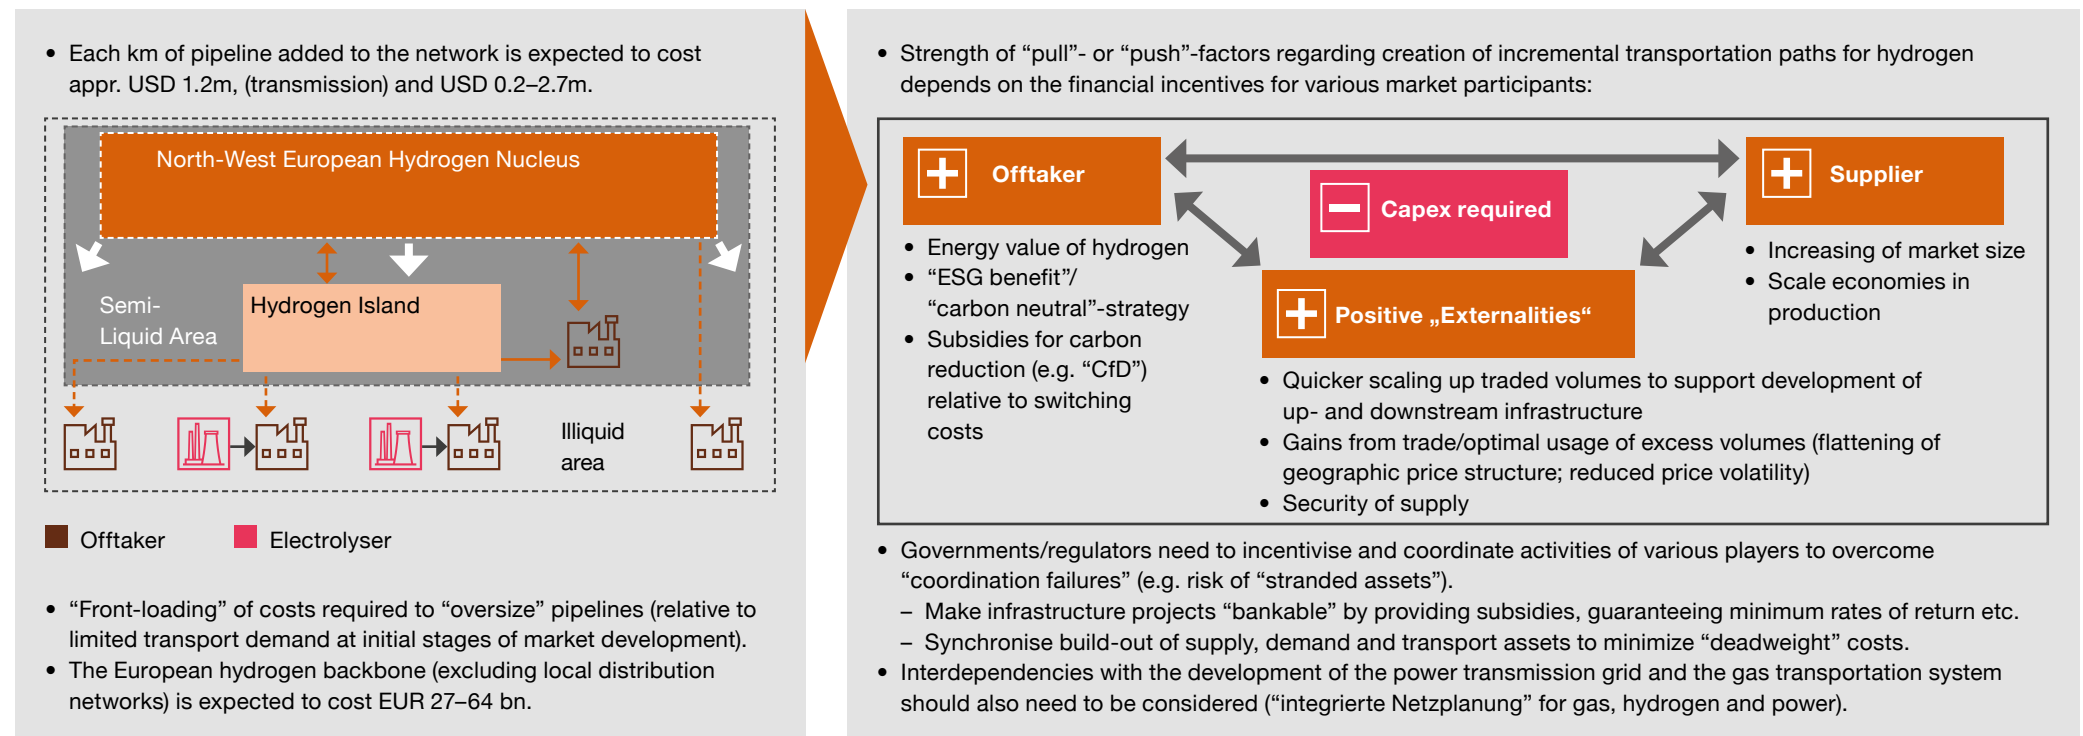 • Each km of pipeline added to the network is expected to cost
appr. USD 1.2m, (transmission) and USD 0.2–2.7m.
North-West European Hydrogen Nucleus
Semi-
Liquid Area
Hydrogen Island
Illiquid
area
Offtaker
Electrolyser
• “Front-loading” of costs required to “oversize” pipelines (relative to
limited transport demand at initial stages of market development).
• The European hydrogen backbone (excluding local distribution
networks) is expected to cost EUR 27–64 bn.
• Strength of “pull”- or “push”-factors regarding creation of incremental transportation paths for hydrogen
depends on the financial incentives for various market participants:
Offtaker
• Energy value of hydrogen
• “ESG benefit”/
“carbon neutral”-strategy
• Subsidies for carbon
reduction (e.g. “CfD”)
relative to switching
costs
Capex required
Supplier
• Increasing of market size
• Scale economies in
production
Positive „Externalities“
• Quicker scaling up traded volumes to support development of
up- and downstream infrastructure
• Gains from trade/optimal usage of excess volumes (flattening of
geographic price structure; reduced price volatility)
• Security of supply
• Governments/regulators need to incentivise and coordinate activities of various players to overcome
“coordination failures” (e.g. risk of “stranded assets”).
– Make infrastructure projects “bankable” by providing subsidies, guaranteeing minimum rates of return etc.
– Synchronise build-out of supply, demand and transport assets to minimize “deadweight” costs.
• Interdependencies with the development of the power transmission grid and the gas transportation system
should also need to be considered (“integrierte Netzplanung” for gas, hydrogen and power).